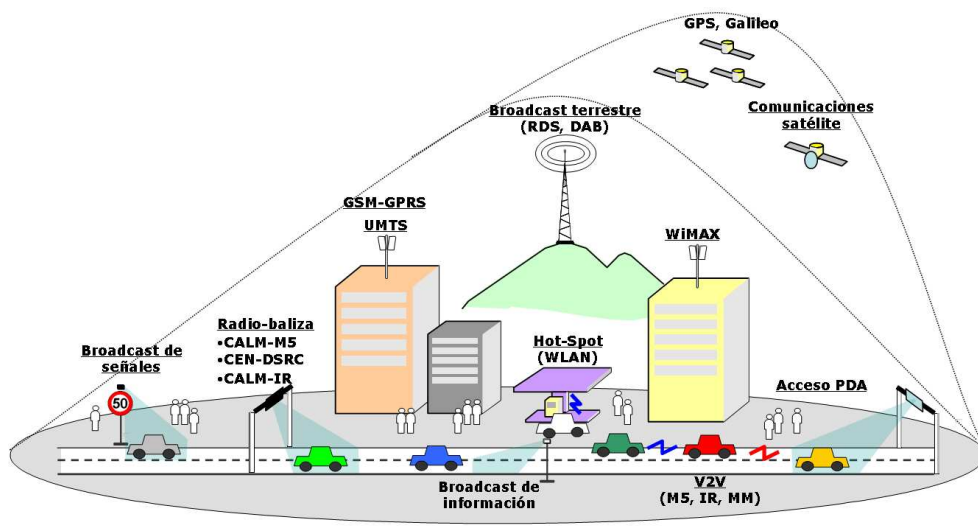 GPS, Galileo
Comunicaciones
satélite
Broadcast terrestre
(RDS, DAB)
GSM-GPRS
UMTS
WiMAX
Radio-baliza
•CALM-M5
•CEN-DSRC
•CALM-IR
Broadcast de
señales
50
Hot-Spot
(WLAN)
Acceso PDA
Broadcast de
información
V2V
(M5, IR, MM)